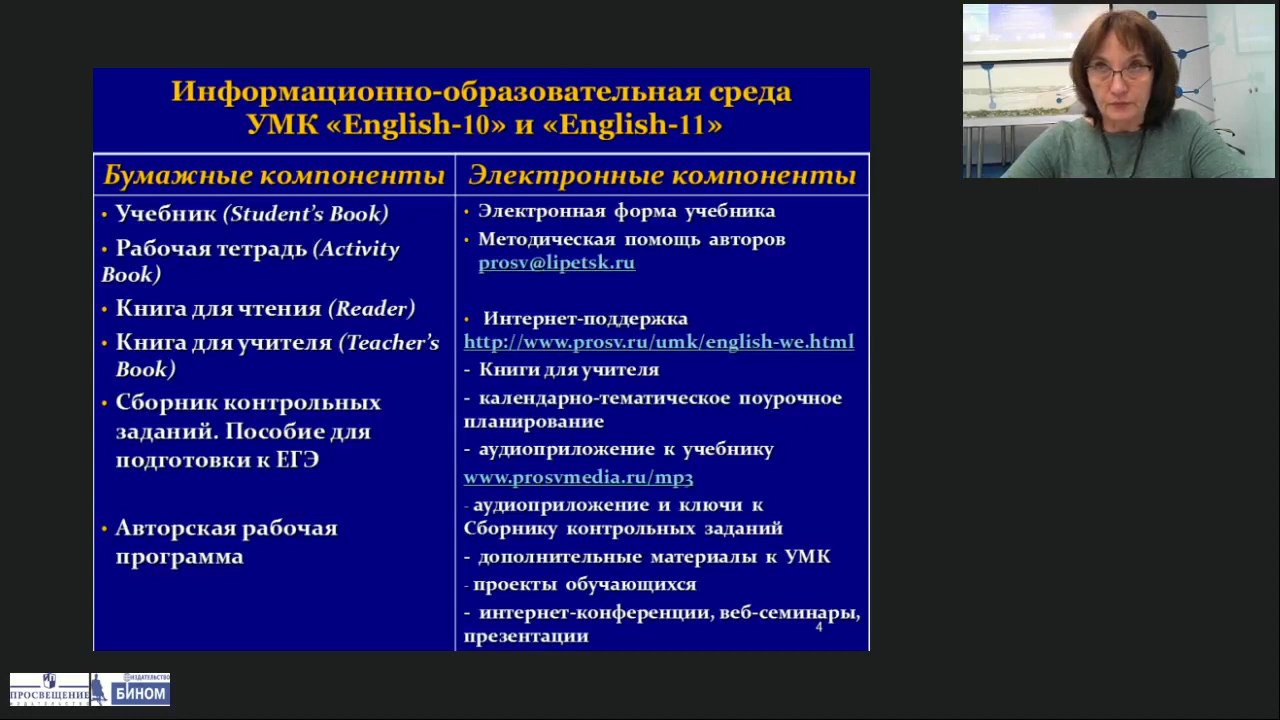 Информационно-образовательная среда
УМК «English-10» и «English-11»
Бумажные компоненты
• Учебник (Student's Book)
• Рабочая тетрадь (Activity
Book)
• Книга для чтения (Reader)
• Книга для учителя (Teacher's
Book)
• Сборник контрольных
заданий. Пособие для
подготовки к ЕГЭ
• Авторская рабочая
программа
Электронные компоненты
• Электронная форма учебника
• Методическая помощь авторов
prosv@lipetsk.ru
• Интернет-поддержка
http://www.prosv.ru/umk/english-we.html
- Книги для учителя
- календарно-тематическое поурочное
планирование
- аудиоприложение к учебнику
www.prosvmedia.ru/mp3
- аудиоприложение и ключи к
Сборнику контрольных заданий
- дополнительные материалы к УМК
- проекты обучающихся
- интернет-конференции, веб-семинары,
презентации
4
ПРОСВЕЩЕНИЕ
ИЗДАТЕЛЬСТВО
ИЗДАТЕЛЬСТВО
БИНОМ